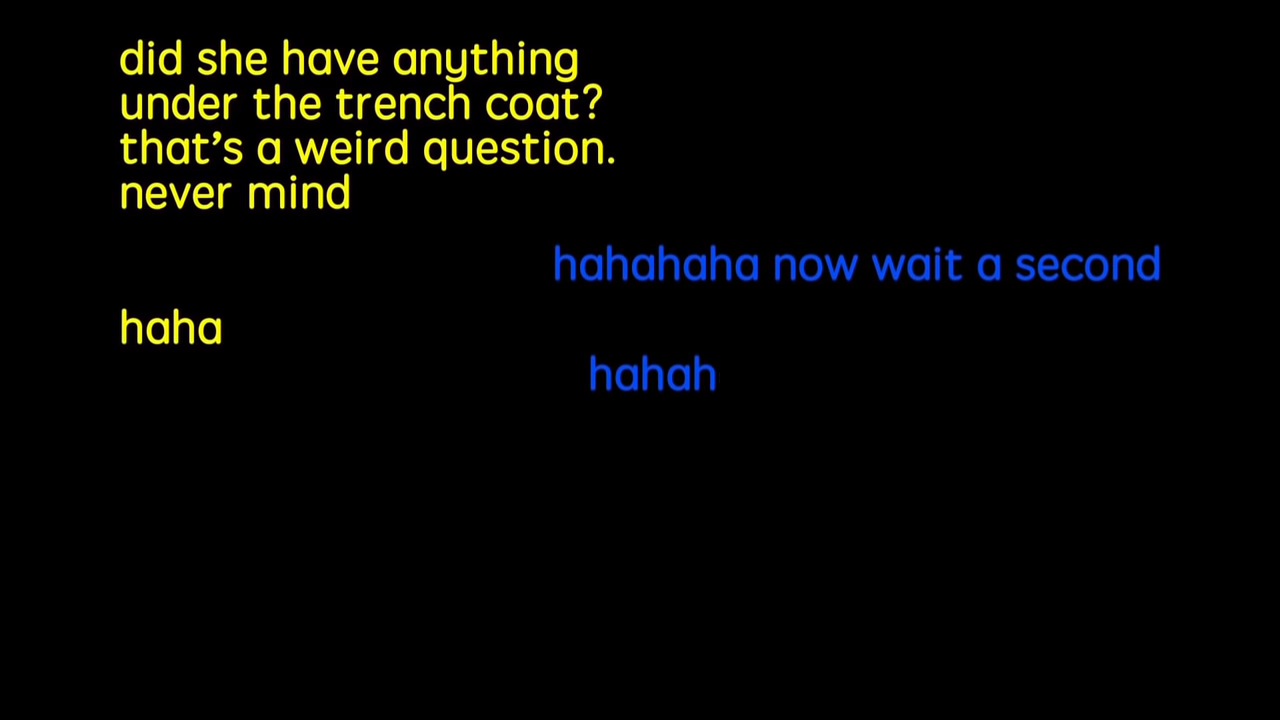 did she have anything
under the trench coat?
that’s a weird question.
never mind
hahahaha now wait a second
haha
hahah